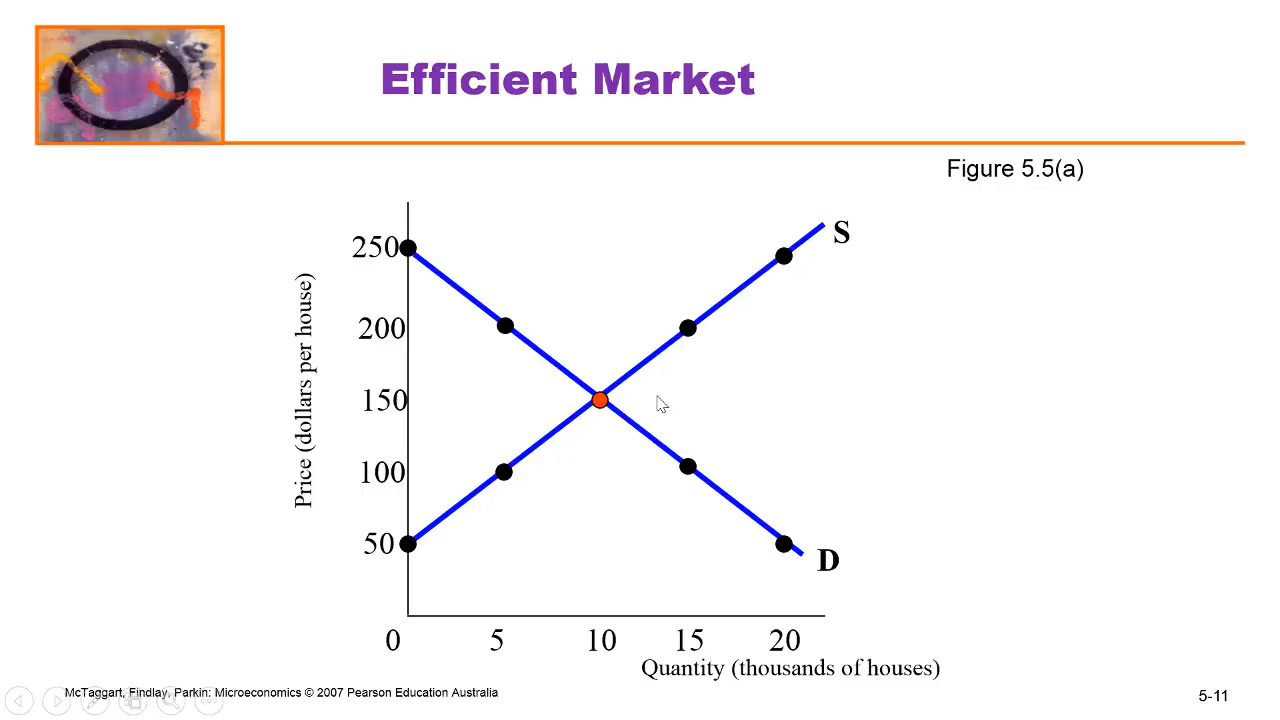 Efficient Market
Figure 5.5(a)
Price (dollars per house)
250
200
150
100
50
S
D
0 5 10 15 20
Quantity (thousands of houses)
McTaggart, Findlay, Parkin: Microeconomics © 2007 Pearson Education Australia
5-11